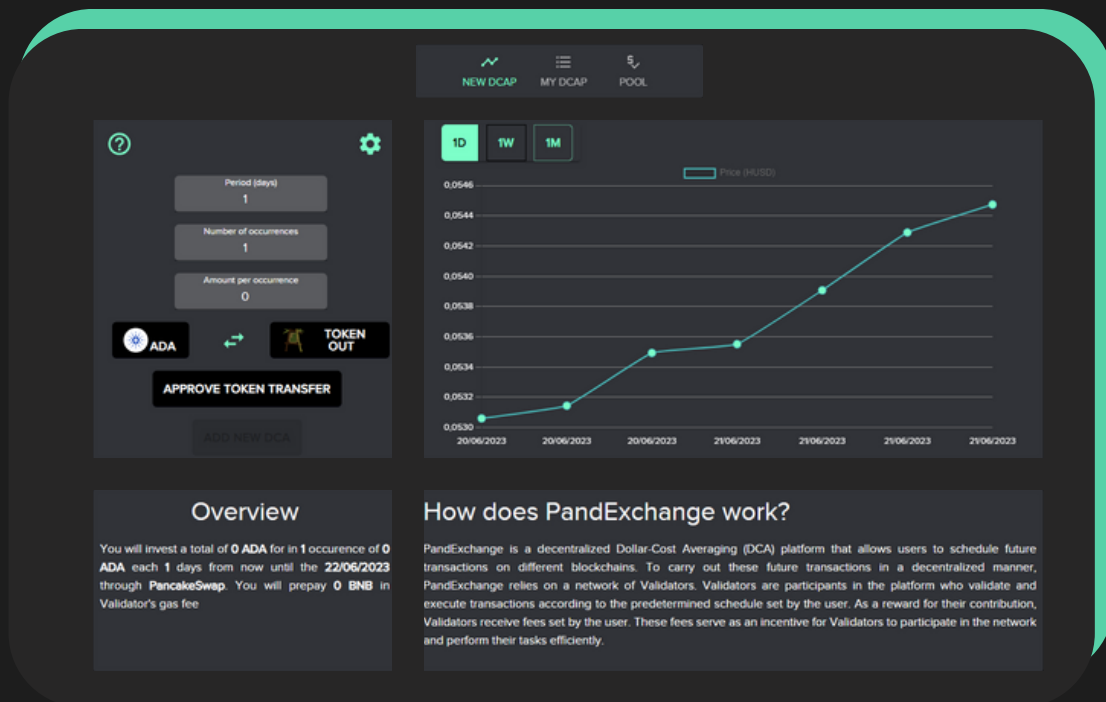 NEW DCAP
MY DCAP
POOL
Period (days)
1
Number of occurrences
1
Amount per occurrence
0
ADA
TOKEN
OUT
APPROVE TOKEN TRANSFER
ADD NEW DCA
1D
1W
1M
Price (HUSD)
0,0546
0,0544
0,0542
0,0540
0,0538
0,0536
0,0534
0,0532
0,0530
20/06/2023
20/06/2023
20/06/2023
21/06/2023
21/06/2023
21/06/2023
21/06/2023
Overview
You will invest a total of 0 ADA for in 1 occurence of 0
ADA each 1 days from now until the 22/06/2023
through PancakeSwap. You will prepay 0 BNB in
Validator's gas fee
How does PandExchange work?
PandExchange is a decentralized Dollar-Cost Averaging (DCA) platform that allows users to schedule future
transactions on different blockchains. To carry out these future transactions in a decentralized manner,
PandExchange relies on a network of Validators. Validators are participants in the platform who validate and
execute transactions according to the predetermined schedule set by the user. As a reward for their contribution,
Validators receive fees set by the user. These fees serve as an incentive for Validators to participate in the network
and perform their tasks efficiently.